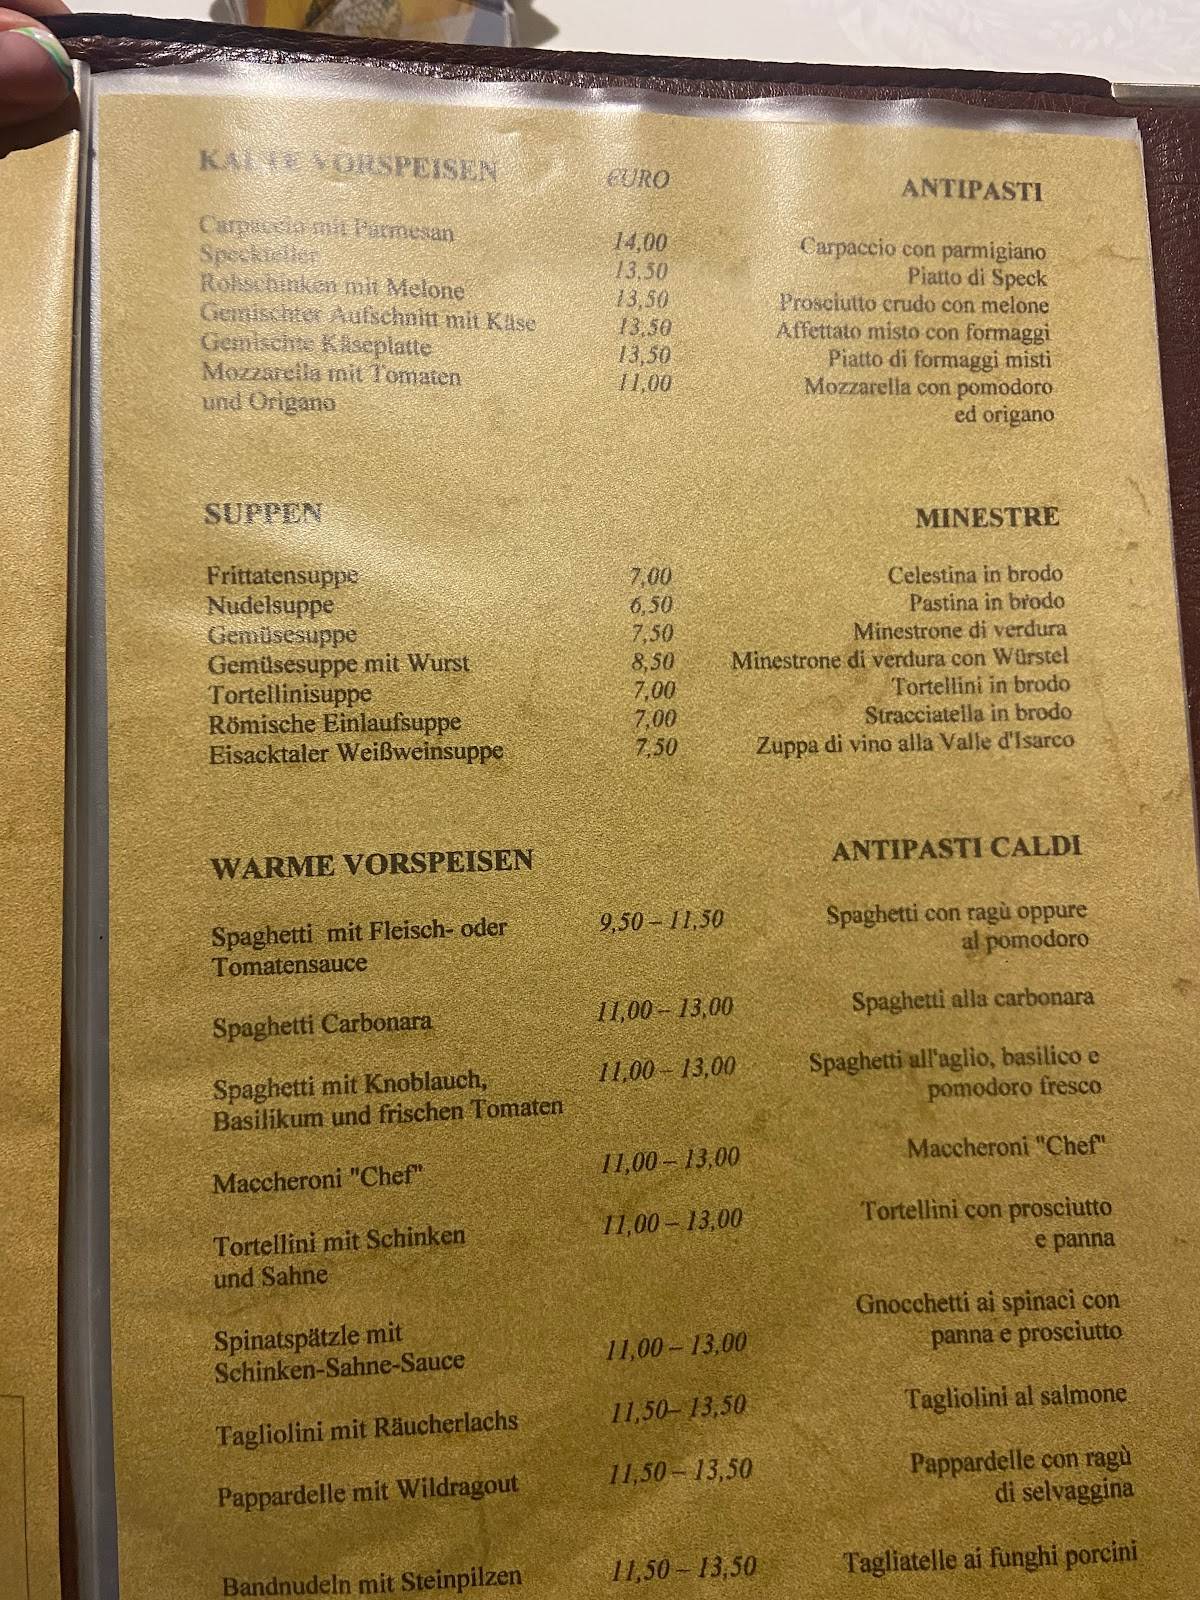 KALTE VORSPEISEN €URO ANTIPASTI
Carpaccio mit Parmesan 14,00 Carpaccio con parmigiano
Speckteller 13,50 Piatto di Speck
Rohschinken mit Melone 13,50 Prosciutto crudo con melone
Gemischter Aufschnitt mit Käse 13,50 Affettato misto con formaggi
Gemischte Käseplatte 13,50 Piatto di formaggi misti
Mozzarella mit Tomaten 11,00 Mozzarella con pomodoro
und Origano ed origano
SUPPEN MINESTRE
Frittatensuppe 7,00 Celestina in brodo
Nudelsuppe 6,50 Pastina in brodo
Gemüsesuppe 7,50 Minestrone di verdura
Gemüsesuppe mit Wurst 8,50 Minestrone di verdura con Würstel
Tortellinisuppe 7,00 Tortellini in brodo
Römische Einlaufsuppe 7,00 Stracciatella in brodo
Eisacktaler Weißweinsuppe 7,50 Zuppa di vino alla Valle d'Isarco
WARME VORSPEISEN ANTIPASTI CALDI
Spaghetti mit Fleisch- oder 9,50 – 11,50 Spaghetti con ragù oppure
Tomatensauce al pomodoro
Spaghetti Carbonara 11,00 – 13,00 Spaghetti alla carbonara
Spaghetti mit Knoblauch, 11,00 – 13,00 Spaghetti all'aglio, basilico e
Basilikum und frischen Tomaten pomodoro fresco
Maccheroni "Chef" 11,00 – 13,00 Maccheroni "Chef"
Tortellini mit Schinken 11,00 – 13,00 Tortellini con prosciutto
und Sahne e panna
Spinatspätzle mit Gnocchetti ai spinaci con
Schinken-Sahne-Sauce 11,00 – 13,00 panna e prosciutto
Tagliolini mit Räucherlachs 11,50– 13,50 Tagliolini al salmone
Pappardelle mit Wildragout 11,50 – 13,50 Pappardelle con ragù
di selvaggina
Bandnudeln mit Steinpilzen 11,50 – 13,50 Tagliatelle ai funghi porcini